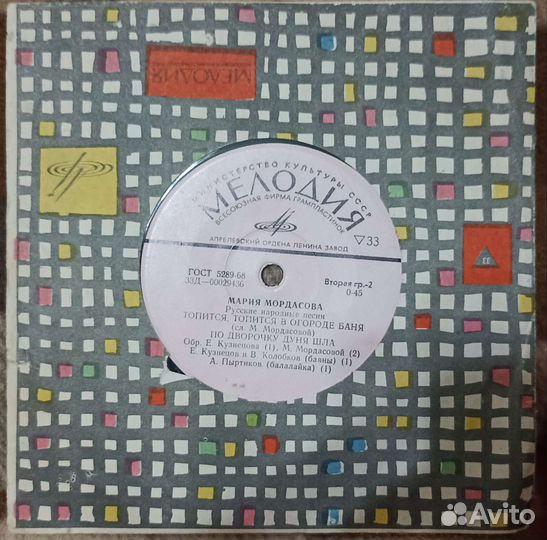 МЕЛОДИЯ
МИНИСТЕРСТВО КУЛЬТУРЫ СССР
МЕЛОДИЯ
ВСЕСОЮЗНАЯ ФИРМА ГРАМПЛАСТИНОК
АПРЕЛЕВСКИЙ ОРДЕНА ЛЕНИНА ЗАВОД
▽33
ГОСТ 5289-68
33Д—00029436
Вторая гр.-2
0-45
МАРИЯ МОРДАСОВА
Русские народные песни
ТОПИТСЯ, ТОПИТСЯ В ОГОРОДЕ БАНЯ
(сл. М. Мордасовой)
ПО ДВОРОЧКУ ДУНЯ ШЛА
Обр. Е. Кузнецова (1), М. Мордасовой (2)
Е. Кузнецов и В. Колобков (баяны) (1)
А. Пыртиков (балалайка) (1)
33
Avito